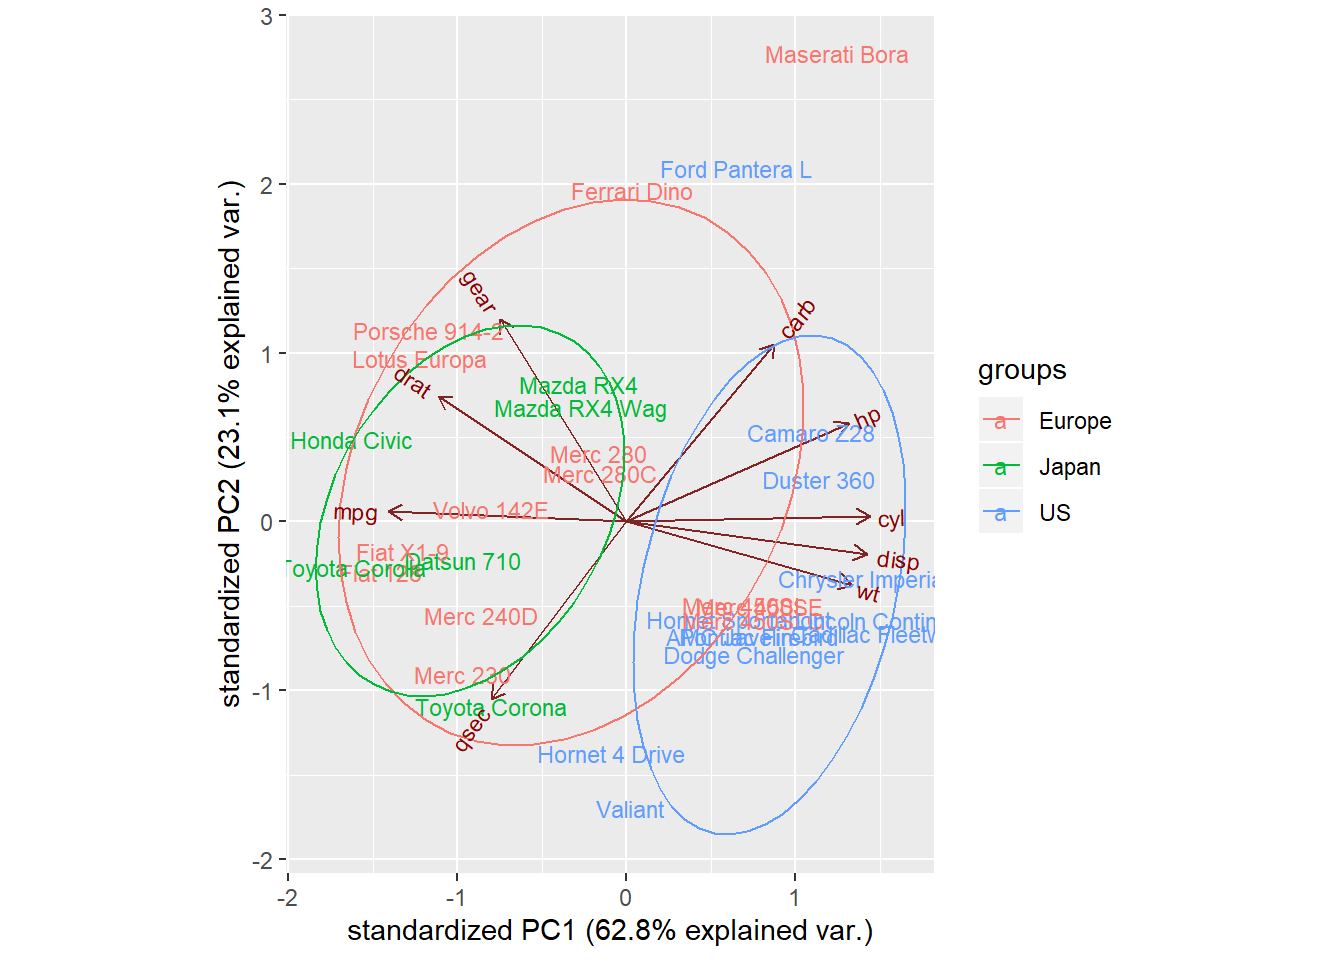 3
2
1
0
-1
-2
standardized PC2 (23.1% explained var.)
Maserati Bora
Ford Pantera L
Ferrari Dino
gear
carb
Porsche 914-2
Lotus Europa
drat
Mazda RX4
Mazda RX4 Wag
hp
Camaro Z28
Honda Civic
Merc 280
Merc 280C
Duster 360
mpg
Volvo 142E
cyl
Fiat X1-9
Datsun 710
Toyota Corolla
Fiat 128
disp
Chrysler Imperia
wt
Merc 240D
Dodge Challenger
Merc 230
Toyota Corona
qsec
Hornet 4 Drive
Valiant
-2
-1
0
1
standardized PC1 (62.8% explained var.)
groups
a Europe
a Japan
a US